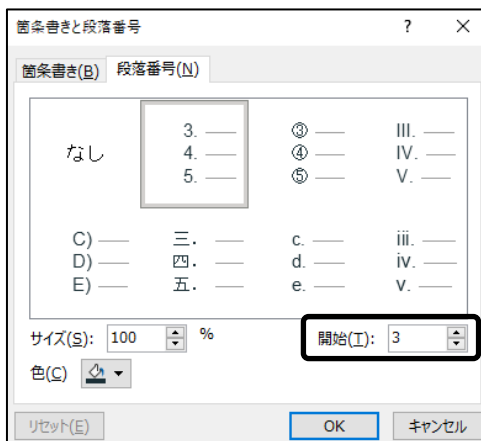 箇条書きと段落番号 ? ×
箇条書き(B) 段落番号(N)
なし
3.
4.
5.
③
④
⑤
III.
IV.
V.
C)
D)
E)
三.
四.
五.
c.
d.
e.
iii.
iv.
v.
サイズ(S): 100 % 開始(T): 3
色(C)
リセット(E) OK キャンセル